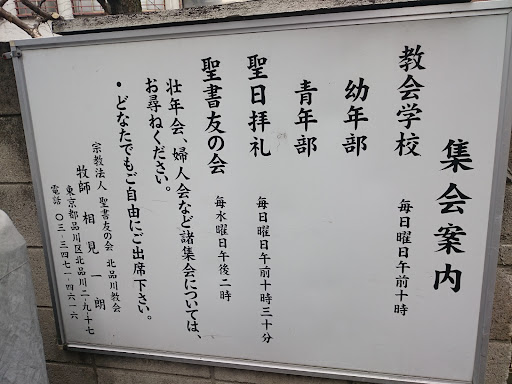 集会案内
教会学校 毎日曜日午前十時
幼年部
青年部
聖日拝礼 毎日曜日午前十時三十分
聖書友の会 毎水曜日午後二時
壮年会、婦人会など諸集会については、
お尋ねください。
・どなたでもご自由にご出席下さい。
宗教法人 聖書友の会 北品川教会
牧師 相見一朗
東京都品川区北品川二-九-十七
電話 〇三-三四七一-四六一六